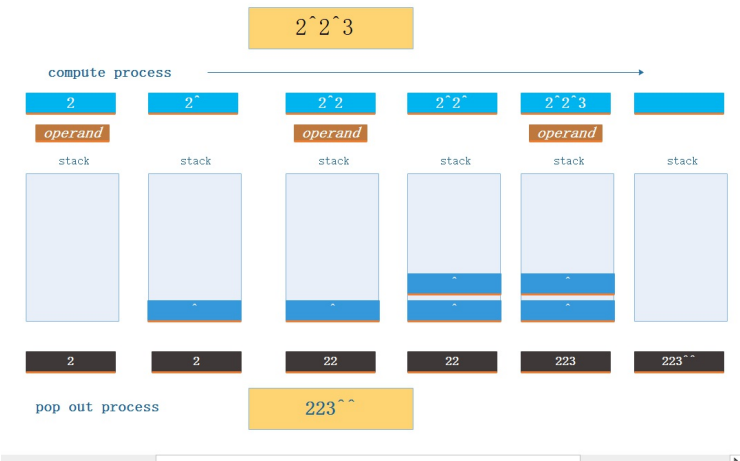 2^2^3
compute process
2 2^ 2^2 2^2^ 2^2^3
operand operand operand
stack stack stack stack stack stack
^ ^
^ ^ ^ ^
2 2 22 22 223 223^^
pop out process
223^^